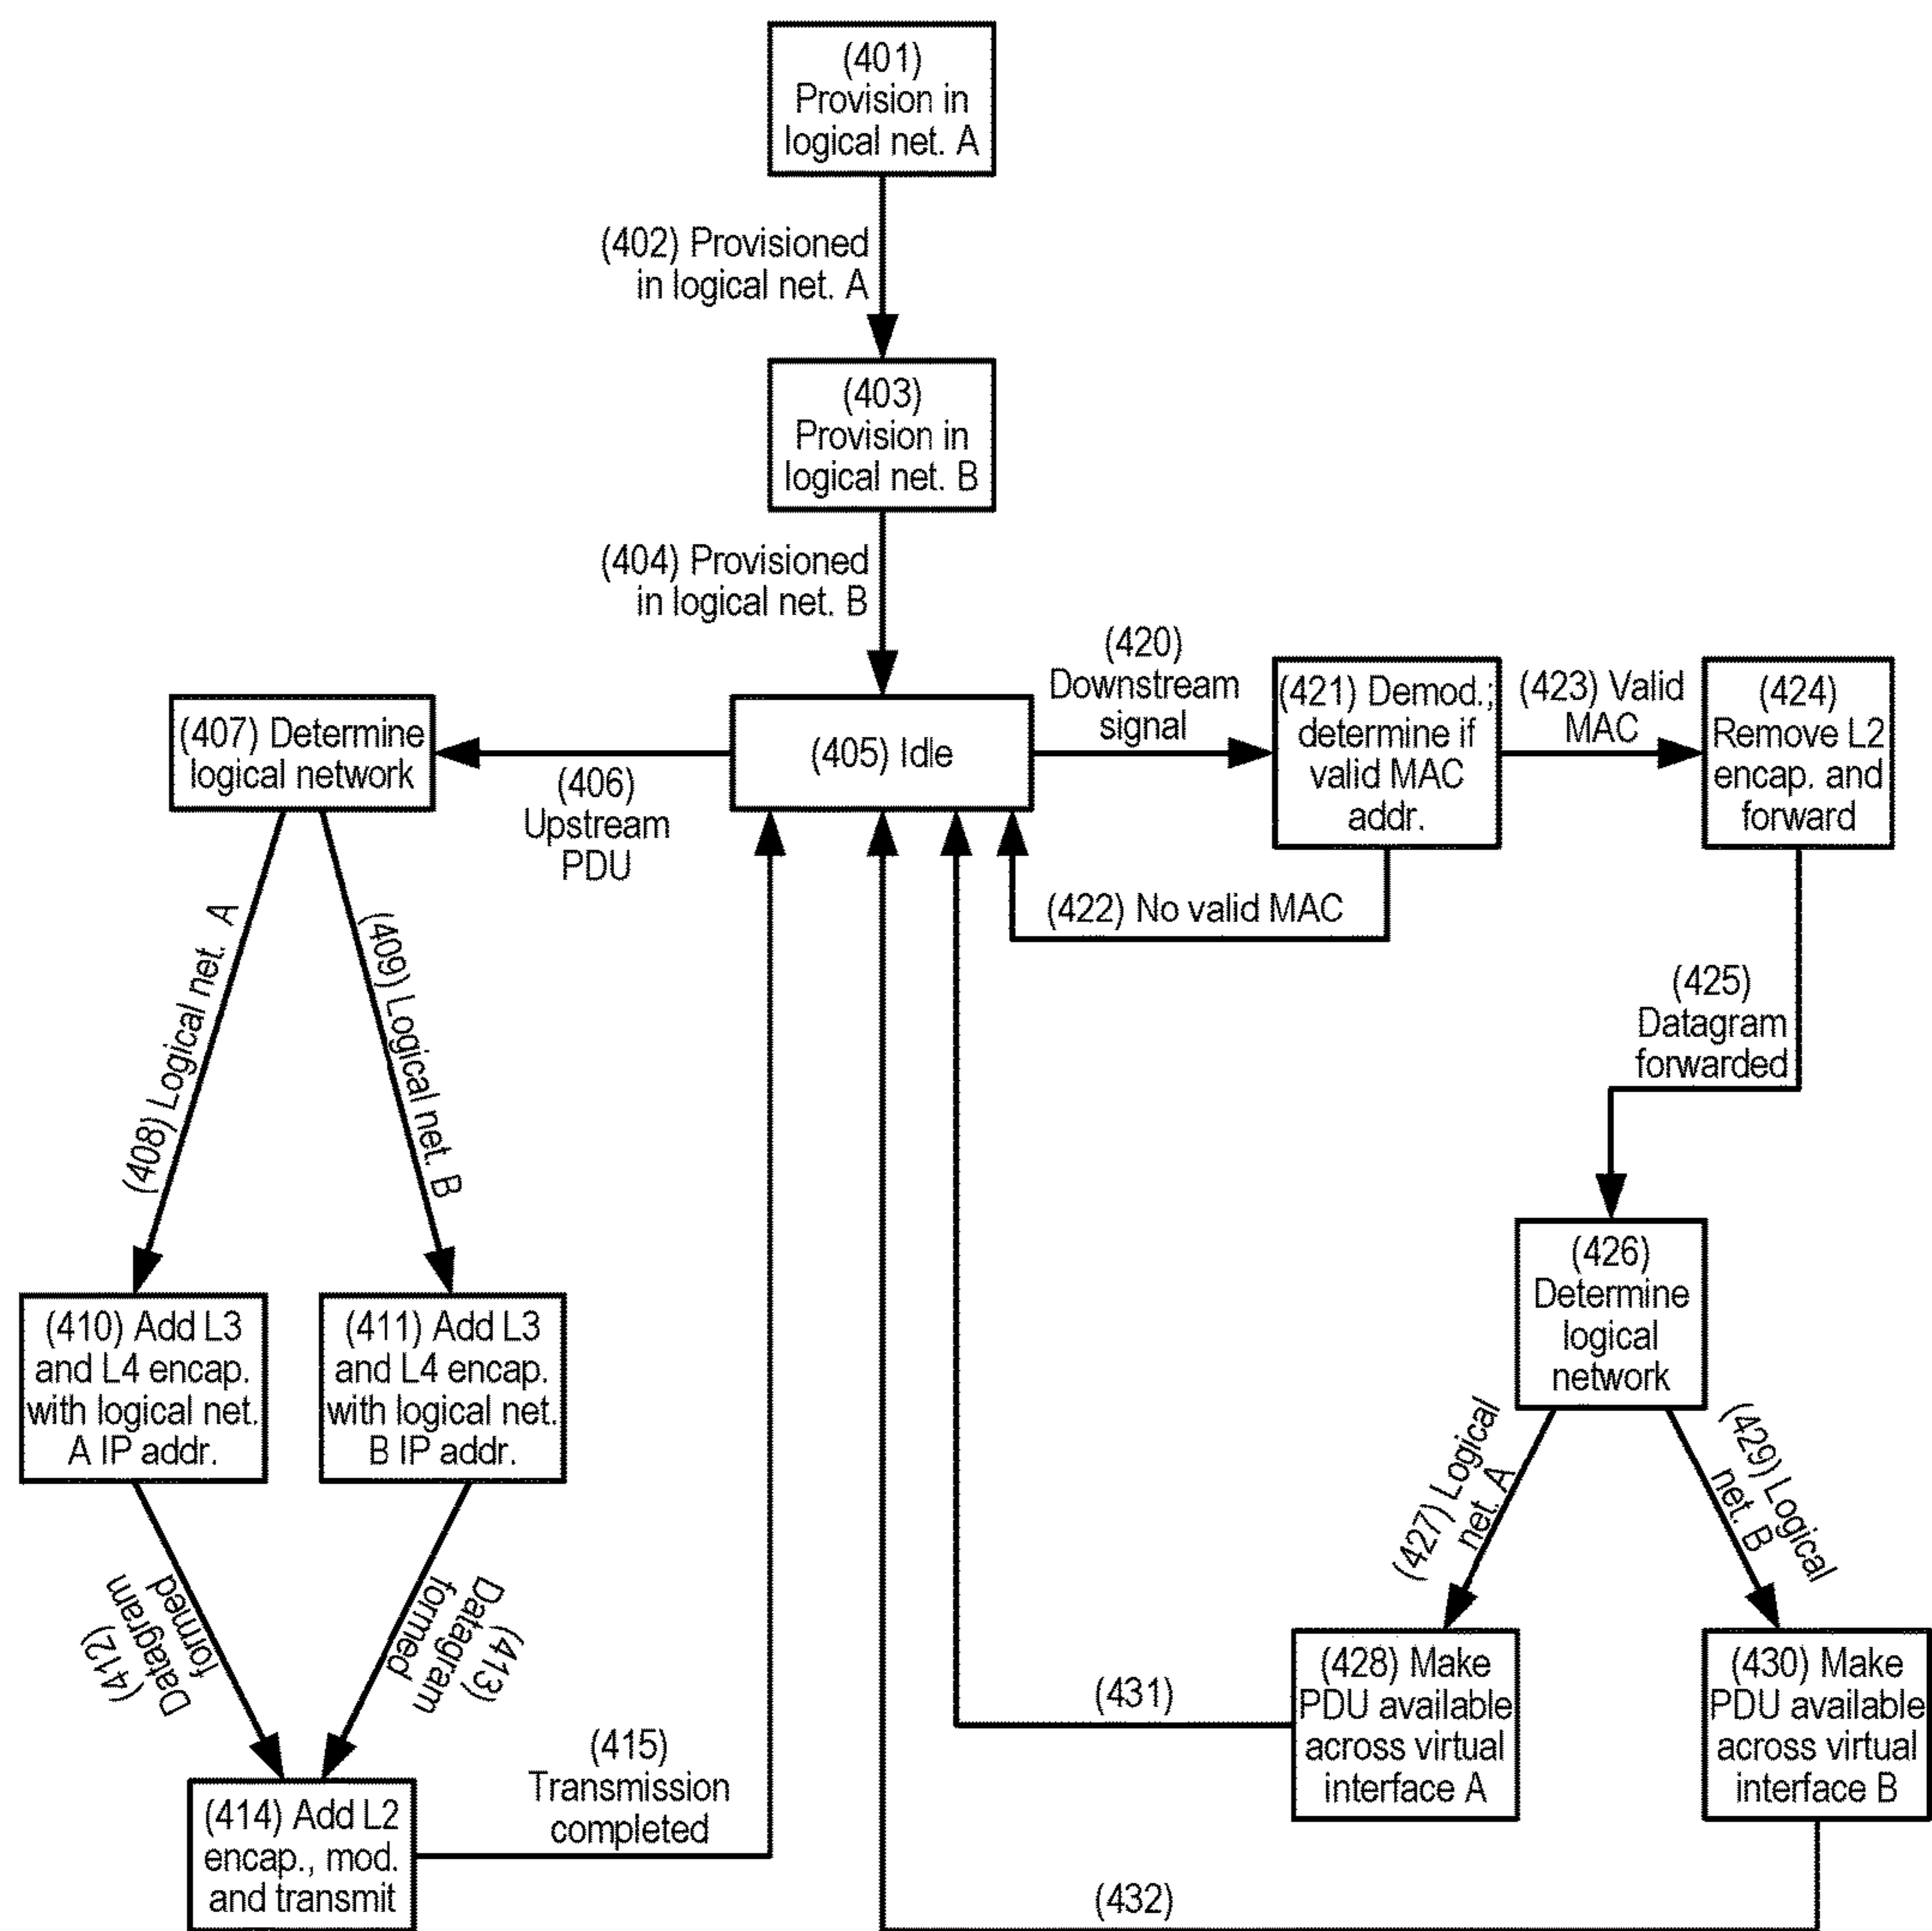 (401)
Provision in
logical net. A
(402) Provisioned
in logical net. A
(403)
Provision in
logical net. B
(404) Provisioned
in logical net. B
(405) Idle
(406)
Upstream
PDU
(407) Determine
logical network
(408) Logical net. A
(409) Logical net. B
(410) Add L3
and L4 encap.
with logical net.
A IP addr.
(411) Add L3
and L4 encap.
with logical net.
B IP addr.
(412)
Datagram
formed
(413)
Datagram
formed
(414) Add L2
encap., mod.
and transmit
(415)
Transmission
completed
(420)
Downstream
signal
(421) Demod.;
determine if
valid MAC
addr.
(422) No valid MAC
(423) Valid
MAC
(424)
Remove L2
encap. and
forward
(425)
Datagram
forwarded
(426)
Determine
logical
network
(427) Logical
net. A
(428) Make
PDU available
across virtual
interface A
(429) Logical
net. B
(430) Make
PDU available
across virtual
interface B
(431)
(432)